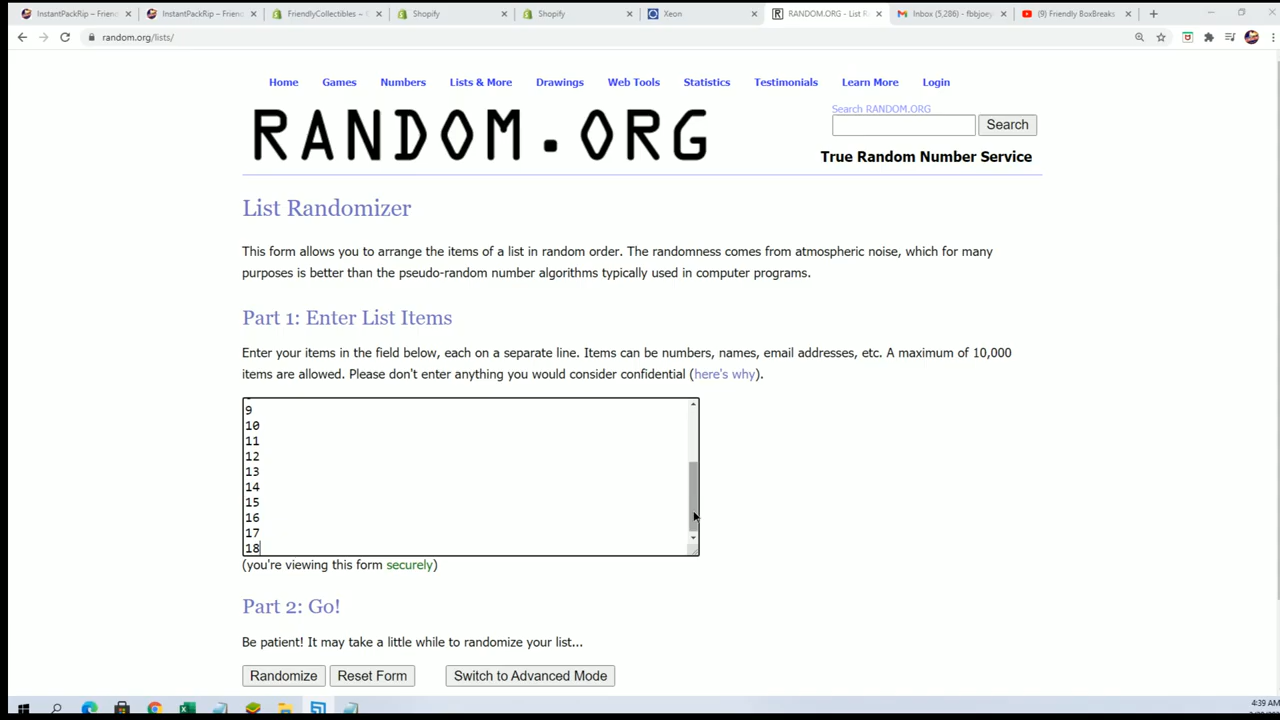 InstantPackRip – Friend
InstantPackRip – Friend
FriendlyCollectibles –
Shopify
Shopify
Xeon
RANDOM.ORG - List R
Inbox (5,286) - fbbjoey
(9) Friendly BoxBreaks
random.org/lists/
Home Games Numbers Lists & More Drawings Web Tools Statistics Testimonials Learn More Login
RANDOM.ORG
Search RANDOM.ORG
Search
True Random Number Service
List Randomizer
This form allows you to arrange the items of a list in random order. The randomness comes from atmospheric noise, which for many
purposes is better than the pseudo-random number algorithms typically used in computer programs.
Part 1: Enter List Items
Enter your items in the field below, each on a separate line. Items can be numbers, names, email addresses, etc. A maximum of 10,000
items are allowed. Please don't enter anything you would consider confidential (here's why).
9
10
11
12
13
14
15
16
17
18
(you're viewing this form securely)
Part 2: Go!
Be patient! It may take a little while to randomize your list...
Randomize Reset Form Switch to Advanced Mode
4:39 AM